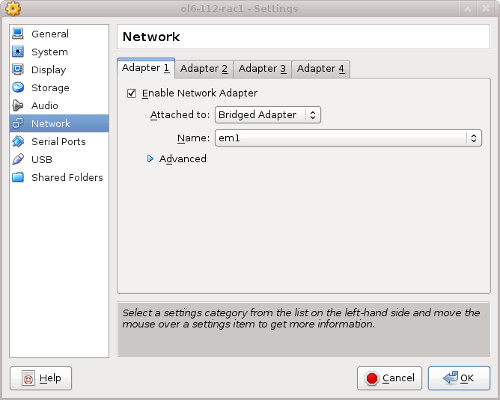 ol6-112-rac1 - Settings
General
System
Display
Storage
Audio
Network
Serial Ports
USB
Shared Folders
Network
Adapter 1 Adapter 2 Adapter 3 Adapter 4
Enable Network Adapter
Attached to: Bridged Adapter
Name: em1
Advanced
Select a settings category from the list on the left-hand side and move the
mouse over a settings item to get more information.
Help Cancel OK